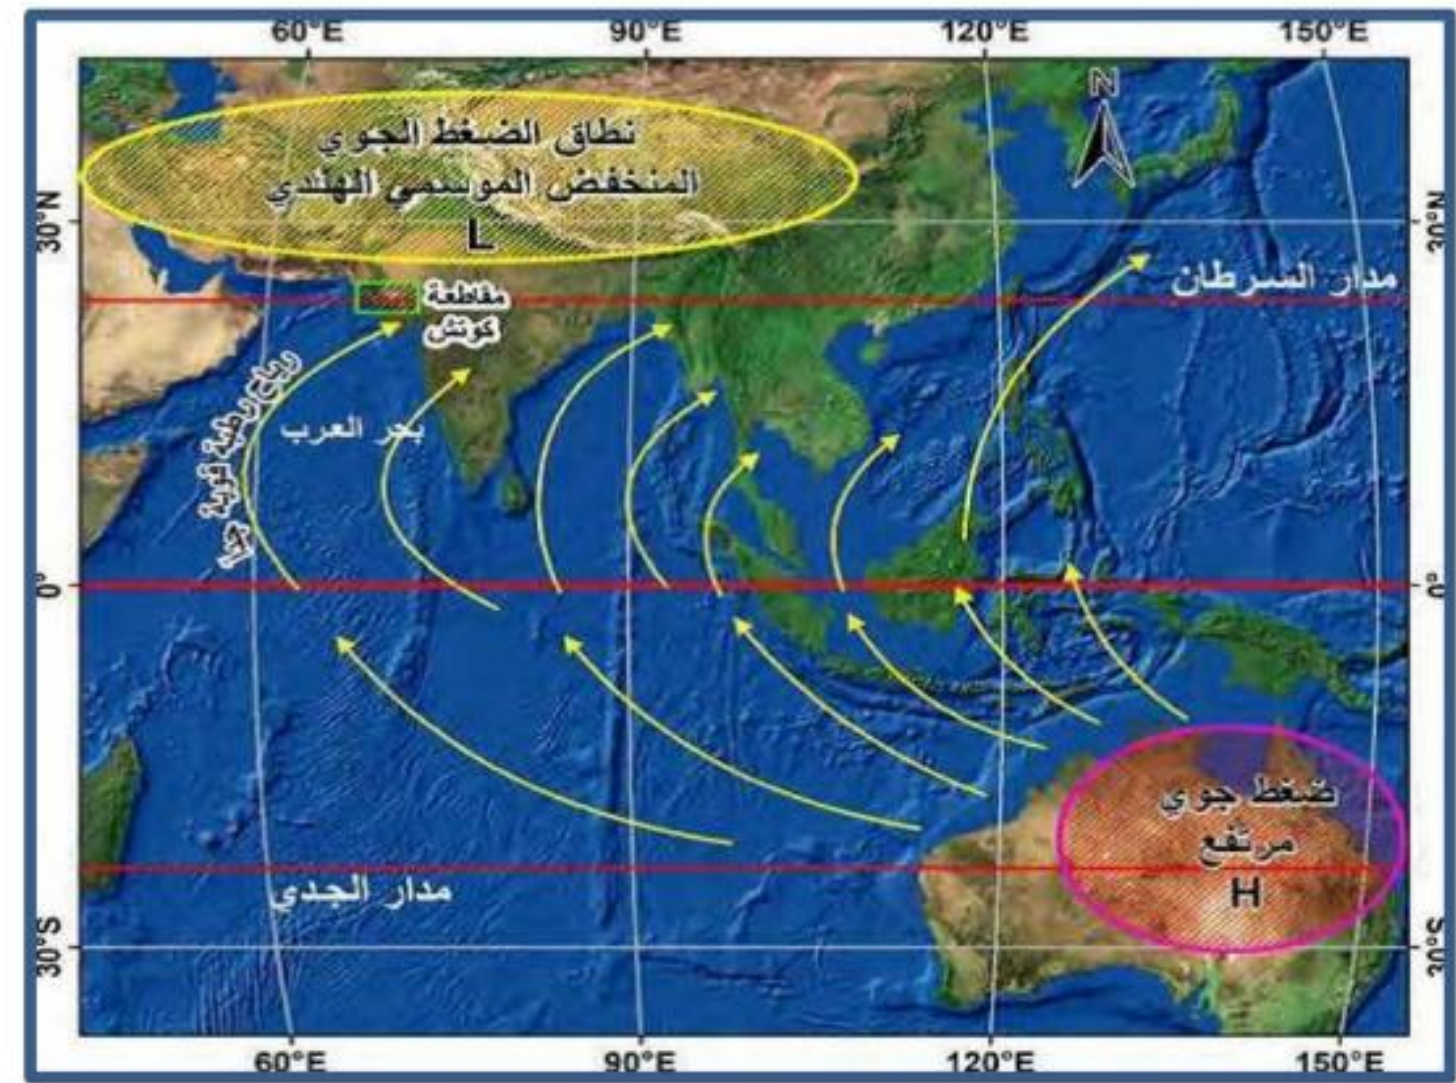 60°E 90°E 120°E 150°E
N
نطاق الضغط الجوي
المنخفض الموسمي الهندي
L
30°N 30°N
مدار السرطان
مقاطعة
كوتش
رياح رطبة قوية جدا
بحر العرب
0° 0°
ضغط جوي
مرتفع
H
مدار الجدي
30°S
60°E 90°E 120°E 150°E